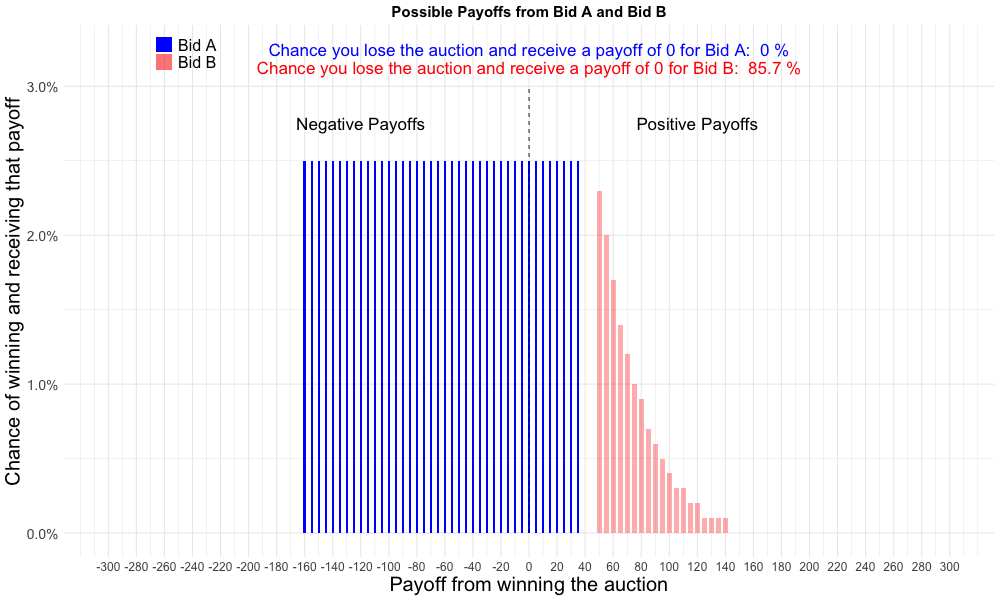 Possible Payoffs from Bid A and Bid B
Bid A
Bid B
Chance you lose the auction and receive a payoff of 0 for Bid A:  0 %
Chance you lose the auction and receive a payoff of 0 for Bid B:  85.7 %
Negative Payoffs
Positive Payoffs
Chance of winning and receiving that payoff
3.0%
2.0%
1.0%
0.0%
-300 -280 -260 -240 -220 -200 -180 -160 -140 -120 -100 -80 -60 -40 -20 0 20 40 60 80 100 120 140 160 180 200 220 240 260 280 300
Payoff from winning the auction